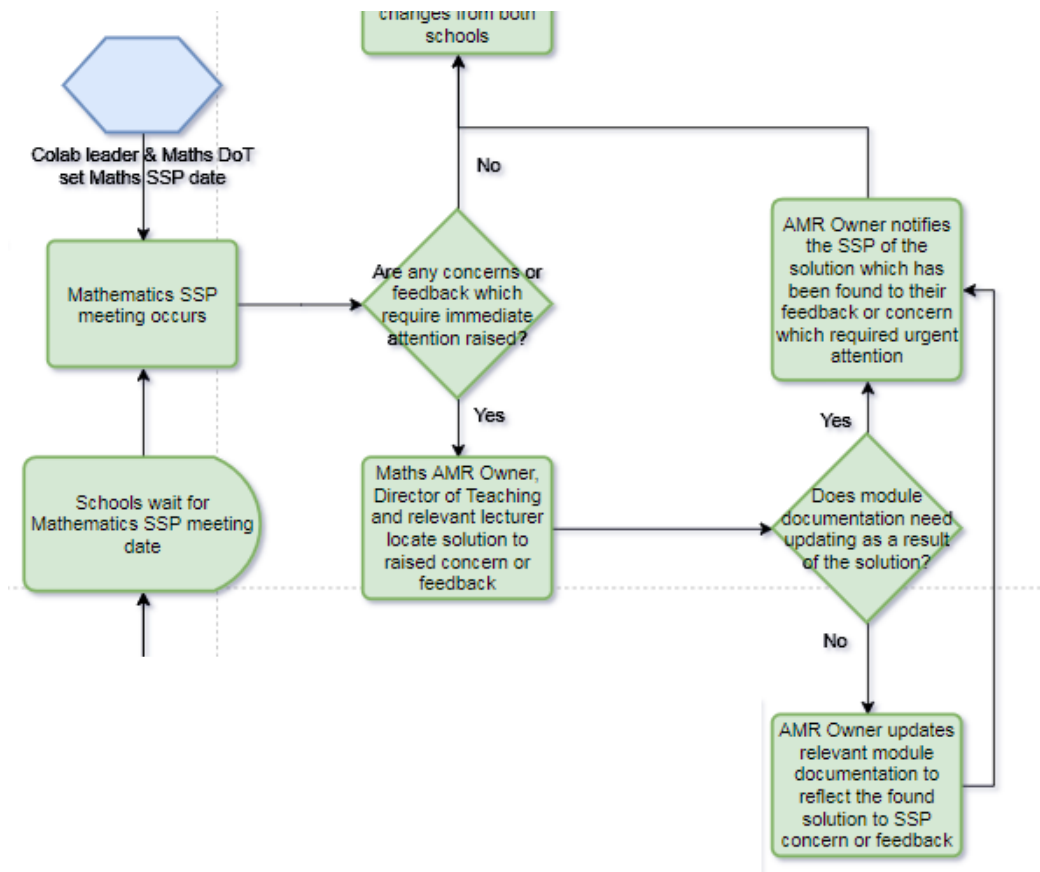 changes from both
schools
Colab leader & Maths DoT
set Maths SSP date
No
AMR Owner notifies
the SSP of the
solution which has
been found to their
feedback or concern
which required urgent
attention
Mathematics SSP
meeting occurs
Are any concerns or
feedback which
require immediate
attention raised?
Yes
Yes
Schools wait for
Mathematics SSP meeting
date
Maths AMR Owner,
Director of Teaching
and relevant lecturer
locate solution to
raised concern or
feedback
Does module
documentation need
updating as a result
of the solution?
No
AMR Owner updates
relevant module
documentation to
reflect the found
solution to SSP
concern or feedback